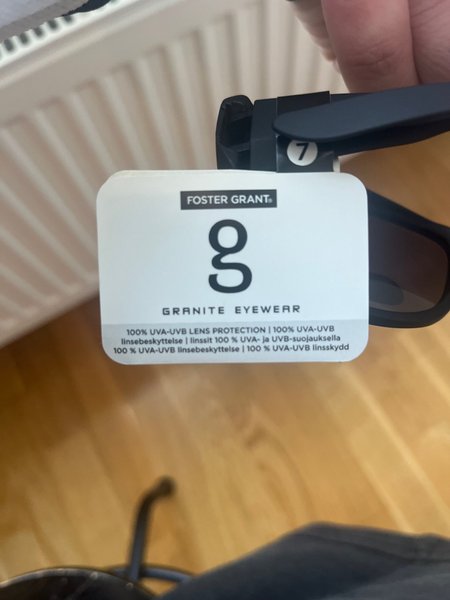 7
FOSTER GRANT®
g
GRANITE EYEWEAR
100% UVA-UVB LENS PROTECTION | 100% UVA-UVB
linsebeskyttelse | linssit 100 % UVA- ja UVB-suojauksella
100 % UVA-UVB linsebeskyttelse | 100 % UVA-UVB linsskydd